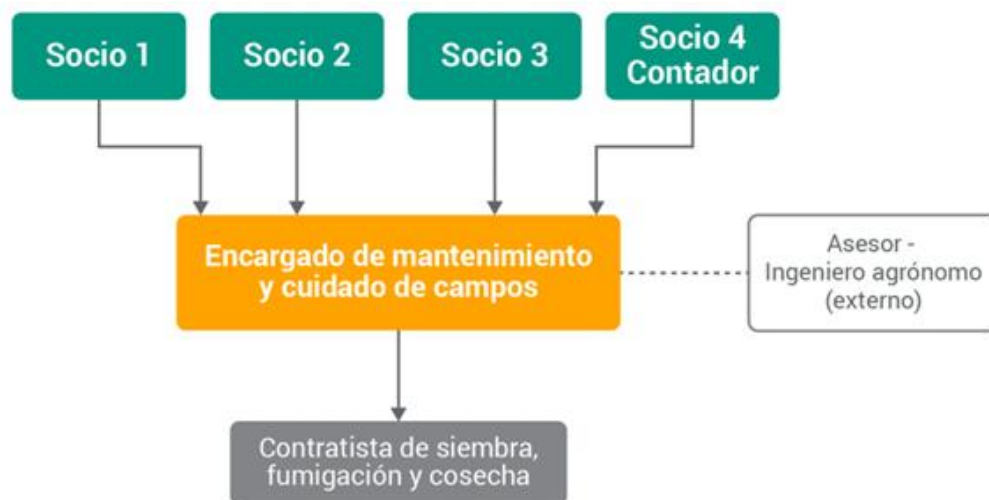 Socio 1
Socio 2
Socio 3
Socio 4
Contador
Encargado de mantenimiento
y cuidado de campos
Asesor -
Ingeniero agrónomo
(externo)
Contratista de siembra,
fumigación y cosecha